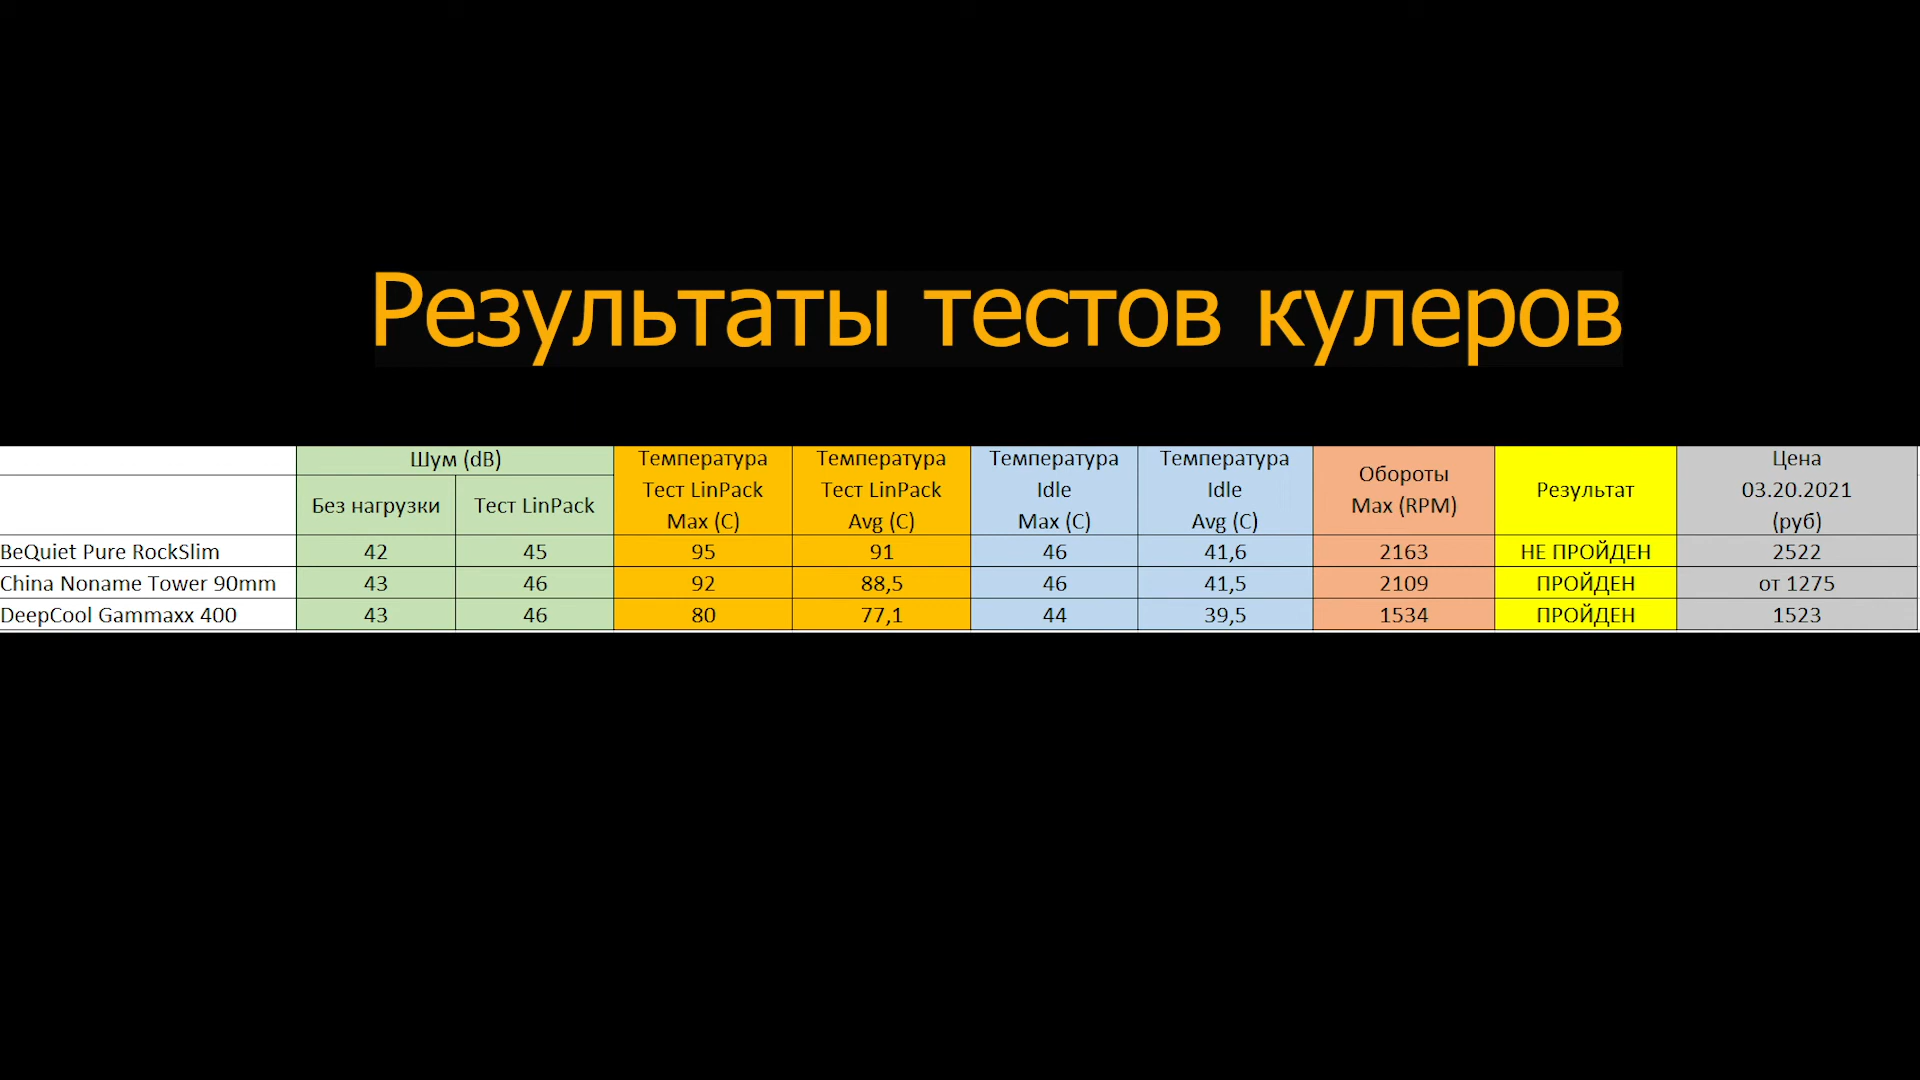 Результаты тестов кулеров
Шум (dB)
Без нагрузки
Тест LinPack
Температура
Тест LinPack
Max (C)
Температура
Тест LinPack
Avg (C)
Температура
Idle
Max (C)
Температура
Idle
Avg (C)
Обороты
Max (RPM)
Результат
Цена
03.20.2021
(руб)
BeQuiet Pure RockSlim 42 45 95 91 46 41,6 2163 НЕ ПРОЙДЕН 2522
China Noname Tower 90mm 43 46 92 88,5 46 41,5 2109 ПРОЙДЕН от 1275
DeepCool Gammaxx 400 43 46 80 77,1 44 39,5 1534 ПРОЙДЕН 1523